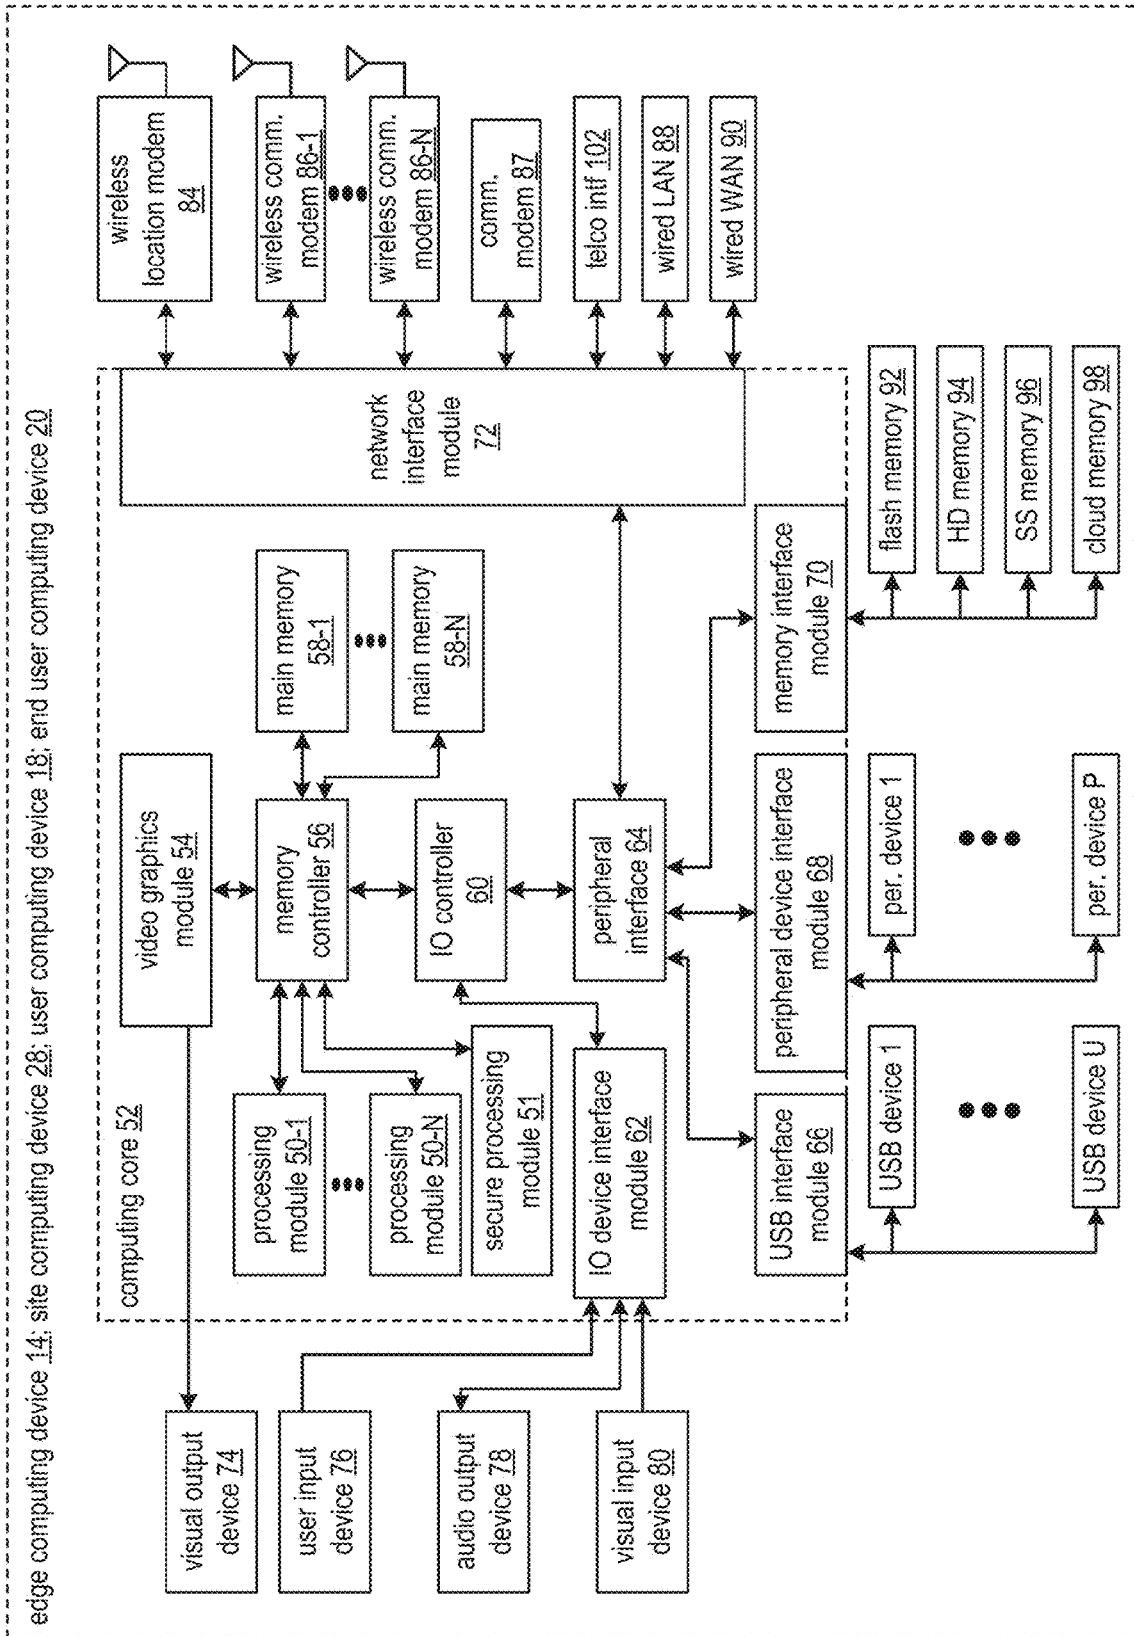 edge computing device 14; site computing device 28; user computing device 18; end user computing device 20
computing core 52
visual output
device 74
user input
device 76
audio output
device 78
visual input
device 80
video graphics
module 54
processing
module 50-1
processing
module 50-N
secure processing
module 51
IO device interface
module 62
memory
controller 56
IO controller
60
peripheral
interface 64
main memory
58-1
main memory
58-N
network
interface
module
72
USB interface
module 66
peripheral device interface
module 68
memory interface
module 70
wireless
location modem
84
wireless comm.
modem 86-1
wireless comm.
modem 86-N
comm.
modem 87
telco intf 102
wired LAN 88
wired WAN 90
USB device 1
USB device U
per. device 1
per. device P
flash memory 92
HD memory 94
SS memory 96
cloud memory 98